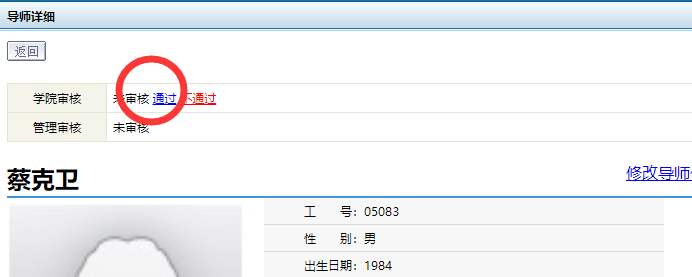 导师详细
返回
学院审核 未审核 通过 不通过
管理审核 未审核
蔡克卫 修改导师
工 号：05083
性 别：男
出生日期：1984